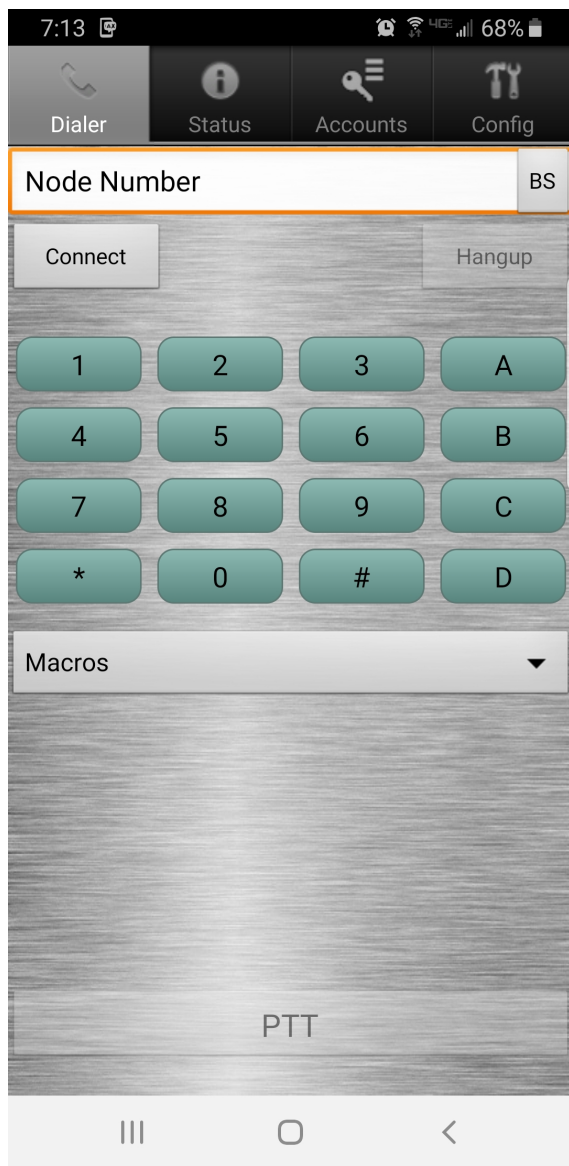 7:13 4GE 68%
Dialer Status Accounts Config
Node Number BS
Connect Hangup
1 2 3 A
4 5 6 B
7 8 9 C
* 0 # D
Macros
PTT